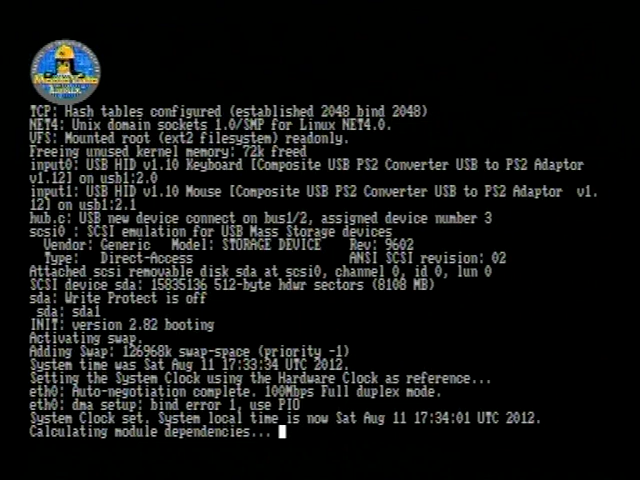 TCP: Hash tables configured (established 2048 bind 2048)
NET4: Unix domain sockets 1.0/SMP for Linux NET4.0.
VFS: Mounted root (ext2 filesystem) readonly.
Freeing unused kernel memory: 72k freed
input0: USB HID v1.10 Keyboard [Composite USB PS2 Converter USB to PS2 Adaptor
v1.12] on usb1:2.0
input1: USB HID v1.10 Mouse [Composite USB PS2 Converter USB to PS2 Adaptor  v1.
12] on usb1:2.1
hub.c: USB new device connect on bus1/2, assigned device number 3
scsi0 : SCSI emulation for USB Mass Storage devices
  Vendor: Generic   Model: STORAGE DEVICE    Rev: 9602
  Type:   Direct-Access                      ANSI SCSI revision: 02
Attached scsi removable disk sda at scsi0, channel 0, id 0, lun 0
SCSI device sda: 15835136 512-byte hdwr sectors (8108 MB)
sda: Write Protect is off
 sda: sda1
INIT: version 2.82 booting
Activating swap.
Adding Swap: 126968k swap-space (priority -1)
System time was Sat Aug 11 17:33:34 UTC 2012.
Setting the System Clock using the Hardware Clock as reference...
eth0: Auto-negotiation complete. 100Mbps Full duplex mode.
eth0: dma setup: bind error 1, use PIO
System Clock set. System local time is now Sat Aug 11 17:34:01 UTC 2012.
Calculating module dependencies...